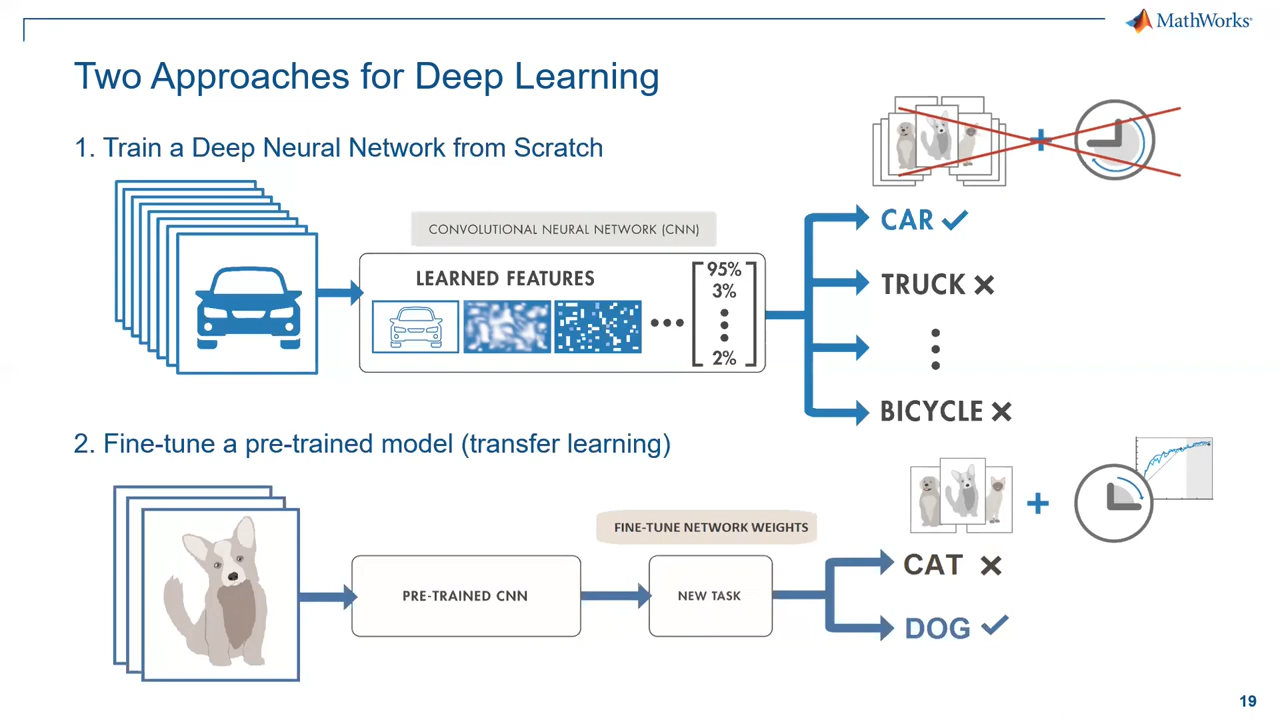 MathWorks®
Two Approaches for Deep Learning
1. Train a Deep Neural Network from Scratch
CONVOLUTIONAL NEURAL NETWORK (CNN)
LEARNED FEATURES
95%
3%
2%
CAR
TRUCK
BICYCLE
2. Fine-tune a pre-trained model (transfer learning)
FINE-TUNE NETWORK WEIGHTS
PRE-TRAINED CNN
NEW TASK
CAT
DOG
19